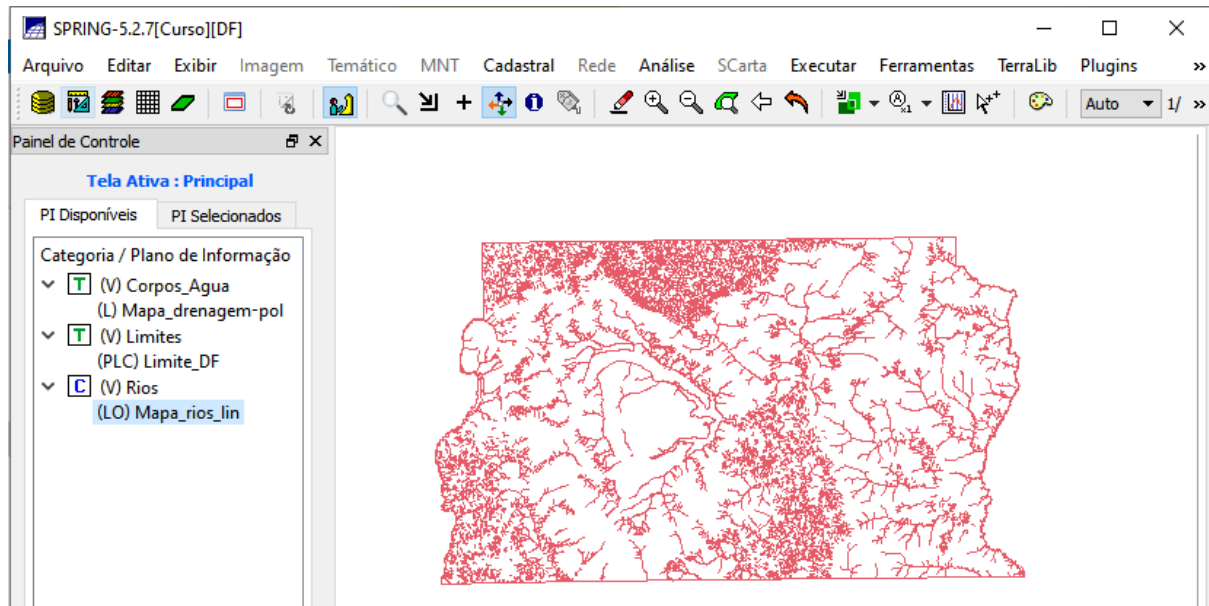 SPRING-5.2.7[Curso][DF]
Arquivo Editar Exibir Imagem Temático MNT Cadastral Rede Análise SCarta Executar Ferramentas TerraLib Plugins »
Auto 1/ »
Painel de Controle
Tela Ativa : Principal
PI Disponíveis PI Selecionados
Categoria / Plano de Informação
T (V) Corpos_Agua
(L) Mapa_drenagem-pol
T (V) Limites
(PLC) Limite_DF
C (V) Rios
(LO) Mapa_rios_lin